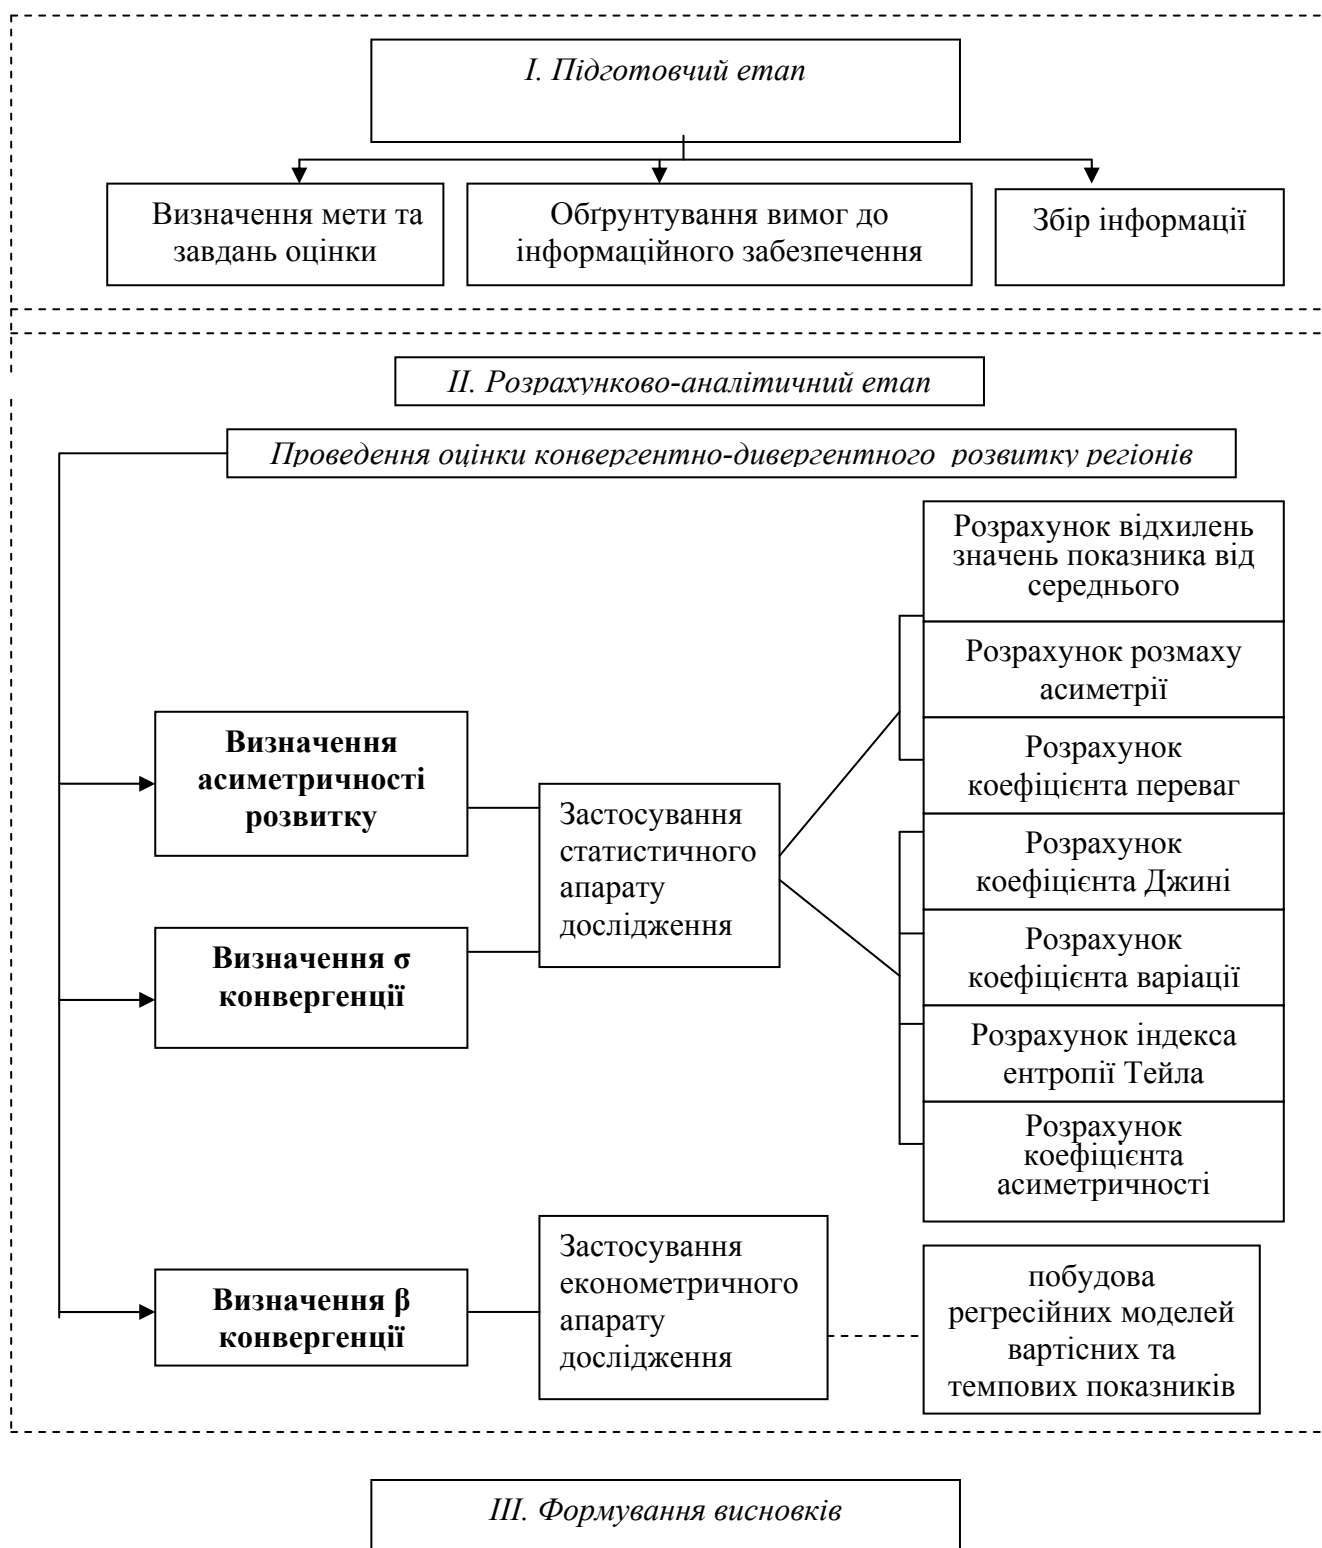 І. Підготовчий етап
Визначення мети та
завдань оцінки
Обґрунтування вимог до
інформаційного забезпечення
Збір інформації
ІІ. Розрахунково-аналітичний етап
Проведення оцінки конвергентно-дивергентного розвитку регіонів
Розрахунок відхилень
значень показника від
середнього
Розрахунок розмаху
асиметрії
Розрахунок
коефіцієнта переваг
Розрахунок
коефіцієнта Джині
Розрахунок
коефіцієнта варіації
Розрахунок індекса
ентропії Тейла
Розрахунок
коефіцієнта
асиметричності
Визначення
асиметричності
розвитку
Застосування
статистичного
апарату
дослідження
Визначення σ
конвергенції
Визначення β
конвергенції
Застосування
економетричного
апарату
дослідження
побудова
регресійних моделей
вартісних та
темпових показників
ІІІ. Формування висновків